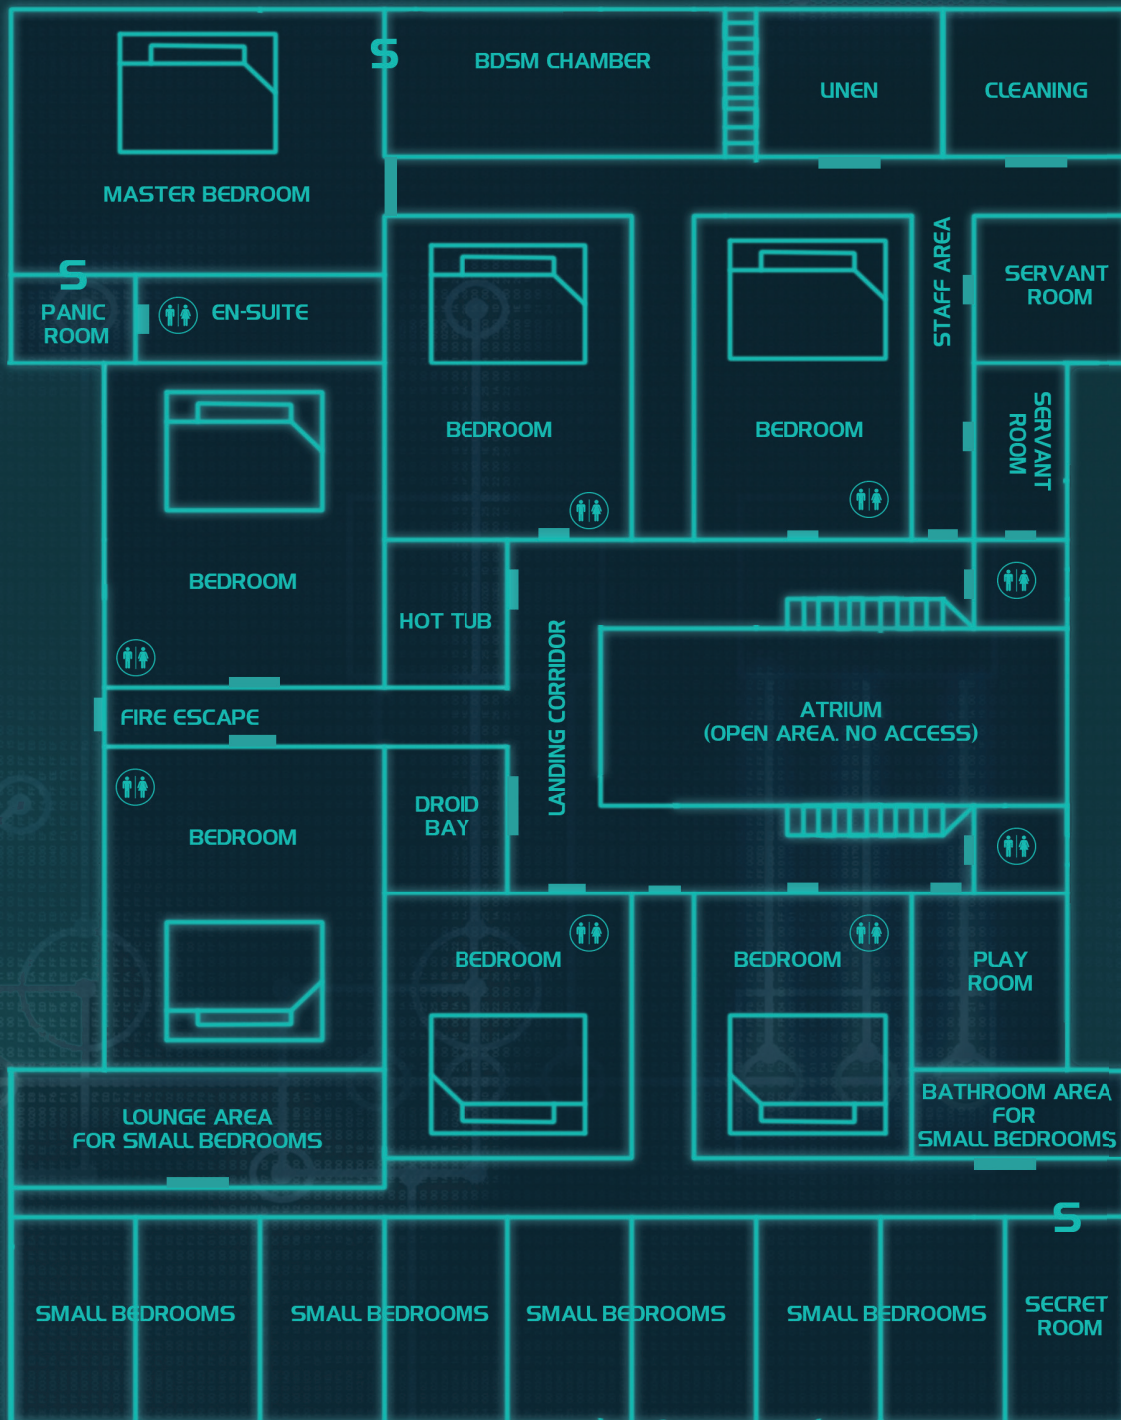 S
BDSM CHAMBER
LINEN
CLEANING
MASTER BEDROOM
STAFF AREA
S
SERVANT
ROOM
PANIC
ROOM
EN-SUITE
BEDROOM
BEDROOM
SERVANT
ROOM
BEDROOM
HOT TUB
LANDING CORRIDOR
FIRE ESCAPE
ATRIUM
(OPEN AREA. NO ACCESS)
DROID
BAY
BEDROOM
BEDROOM
BEDROOM
PLAY
ROOM
LOUNGE AREA
FOR SMALL BEDROOMS
BATHROOM AREA
FOR
SMALL BEDROOMS
S
SMALL BEDROOMS
SMALL BEDROOMS
SMALL BEDROOMS
SMALL BEDROOMS
SECRET
ROOM